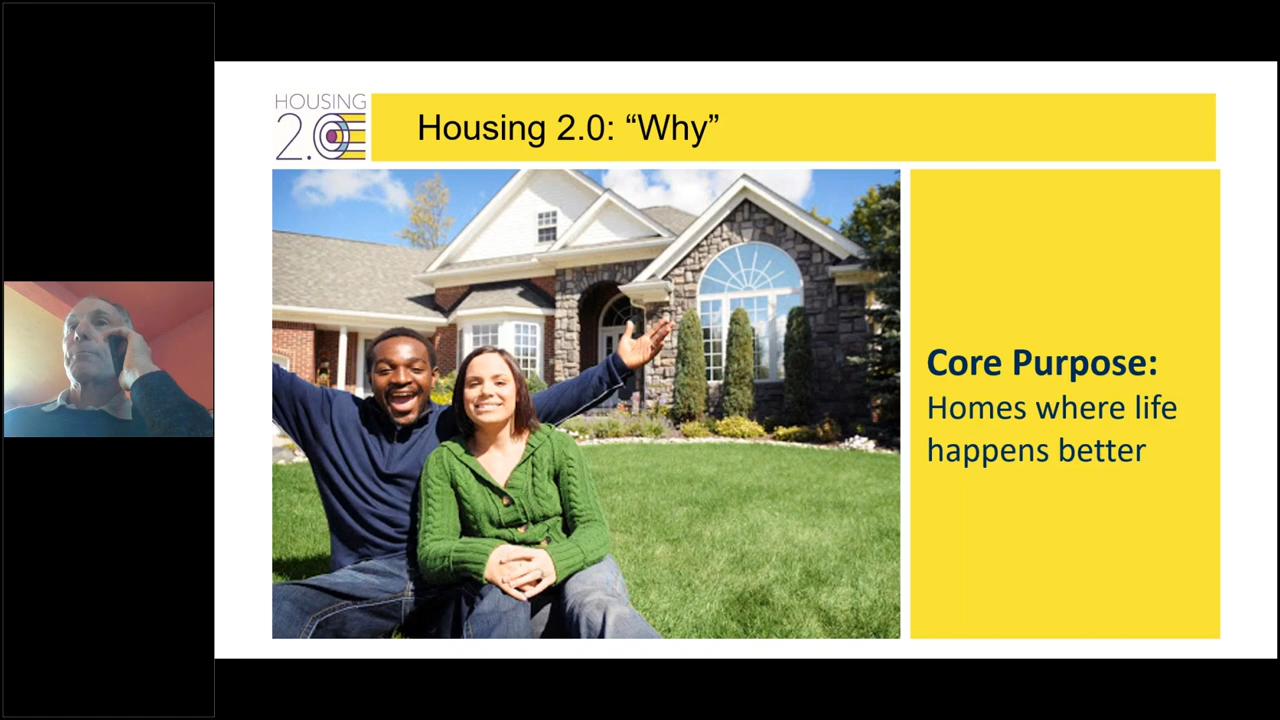 HOUSING
2.0
Housing 2.0: “Why”
Core Purpose:
Homes where life
happens better